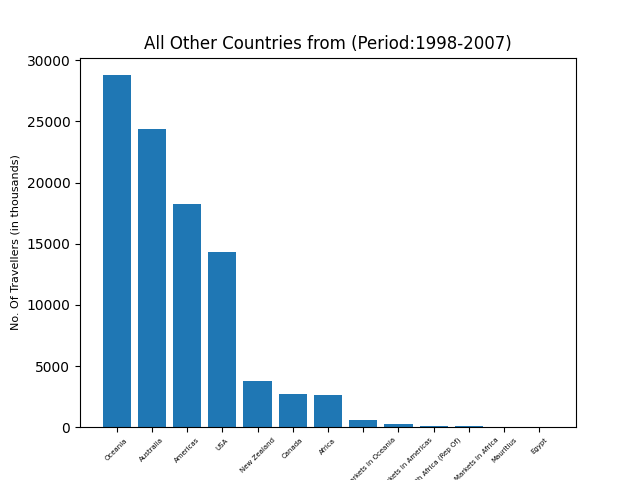 All Other Countries from (Period:1998-2007)
No. Of Travellers (in thousands)
30000
25000
20000
15000
10000
5000
0
Oceania
Australia
Americas
USA
New Zealand
Canada
Africa
In Oceania
In Americas
Africa (Rep Of)
Markets In Africa
Mauritius
Egypt